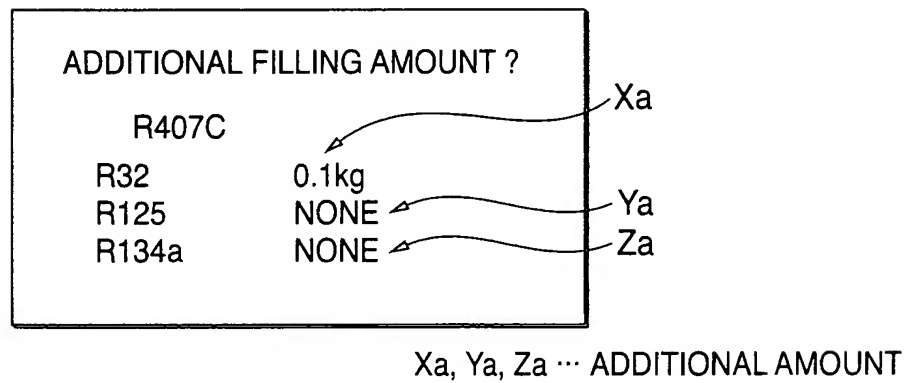 ADDITIONAL FILLING AMOUNT ?
R407C
Xa
R32 0.1kg
R125 NONE Ya
R134a NONE Za
Xa, Ya, Za ··· ADDITIONAL AMOUNT